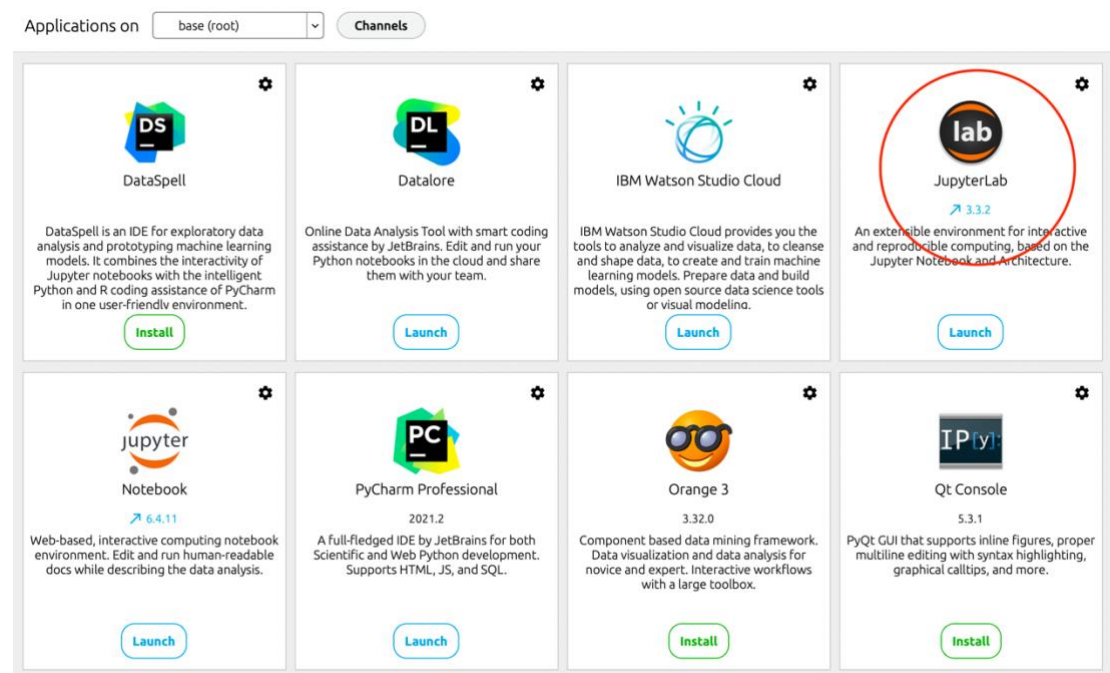 Applications on base (root) Channels
DS
DataSpell
DataSpell is an IDE for exploratory data
analysis and prototyping machine learning
models. It combines the interactivity of
Jupyter notebooks with the intelligent
Python and R coding assistance of PyCharm
in one user-friendly environment.
Install
DL
Datalore
Online Data Analysis Tool with smart coding
assistance by JetBrains. Edit and run your
Python notebooks in the cloud and share
them with your team.
Launch
IBM Watson Studio Cloud
IBM Watson Studio Cloud provides you the
tools to analyze and visualize data, to cleanse
and shape data, to create and train machine
learning models. Prepare data and build
models, using open source data science tools
or visual modeling.
Launch
lab
JupyterLab
3.3.2
An extensible environment for interactive
and reproducible computing, based on the
Jupyter Notebook and Architecture.
Launch
jupyter
Notebook
6.4.11
Web-based, interactive computing notebook
environment. Edit and run human-readable
docs while describing the data analysis.
Launch
PC
PyCharm Professional
2021.2
A full-fledged IDE by JetBrains for both
Scientific and Web Python development.
Supports HTML, JS, and SQL.
Launch
Orange 3
3.32.0
Component based data mining framework.
Data visualization and data analysis for
novice and expert. Interactive workflows
with a large toolbox.
Install
IP[y]:
Qt Console
5.3.1
PyQt GUI that supports inline figures, proper
multiline editing with syntax highlighting,
graphical calltips, and more.
Install